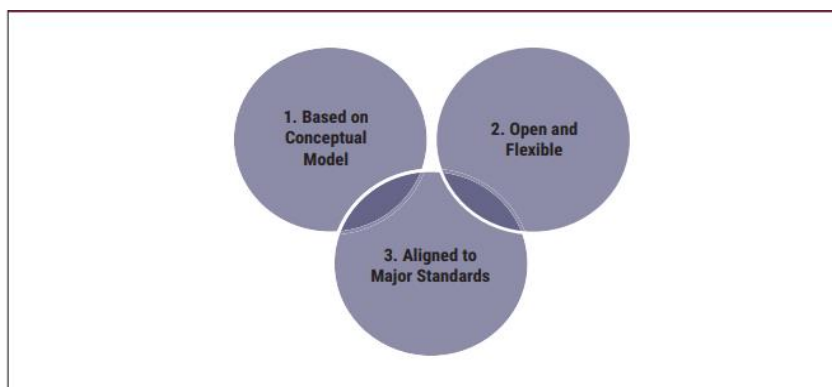 1. Based on
Conceptual
Model
2. Open and
Flexible
3. Aligned to
Major Standards